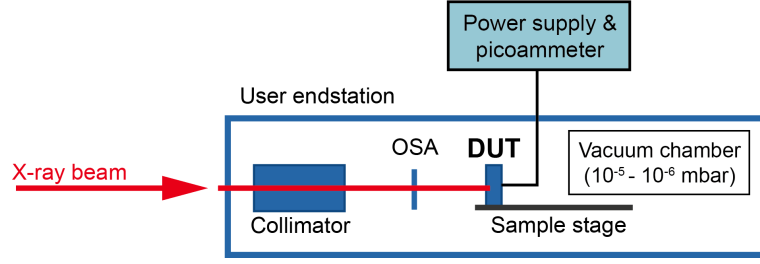 Power supply &
picoammeter
User endstation
X-ray beam
OSA
DUT
Vacuum chamber
(10⁻⁵ - 10⁻⁶ mbar)
Collimator
Sample stage